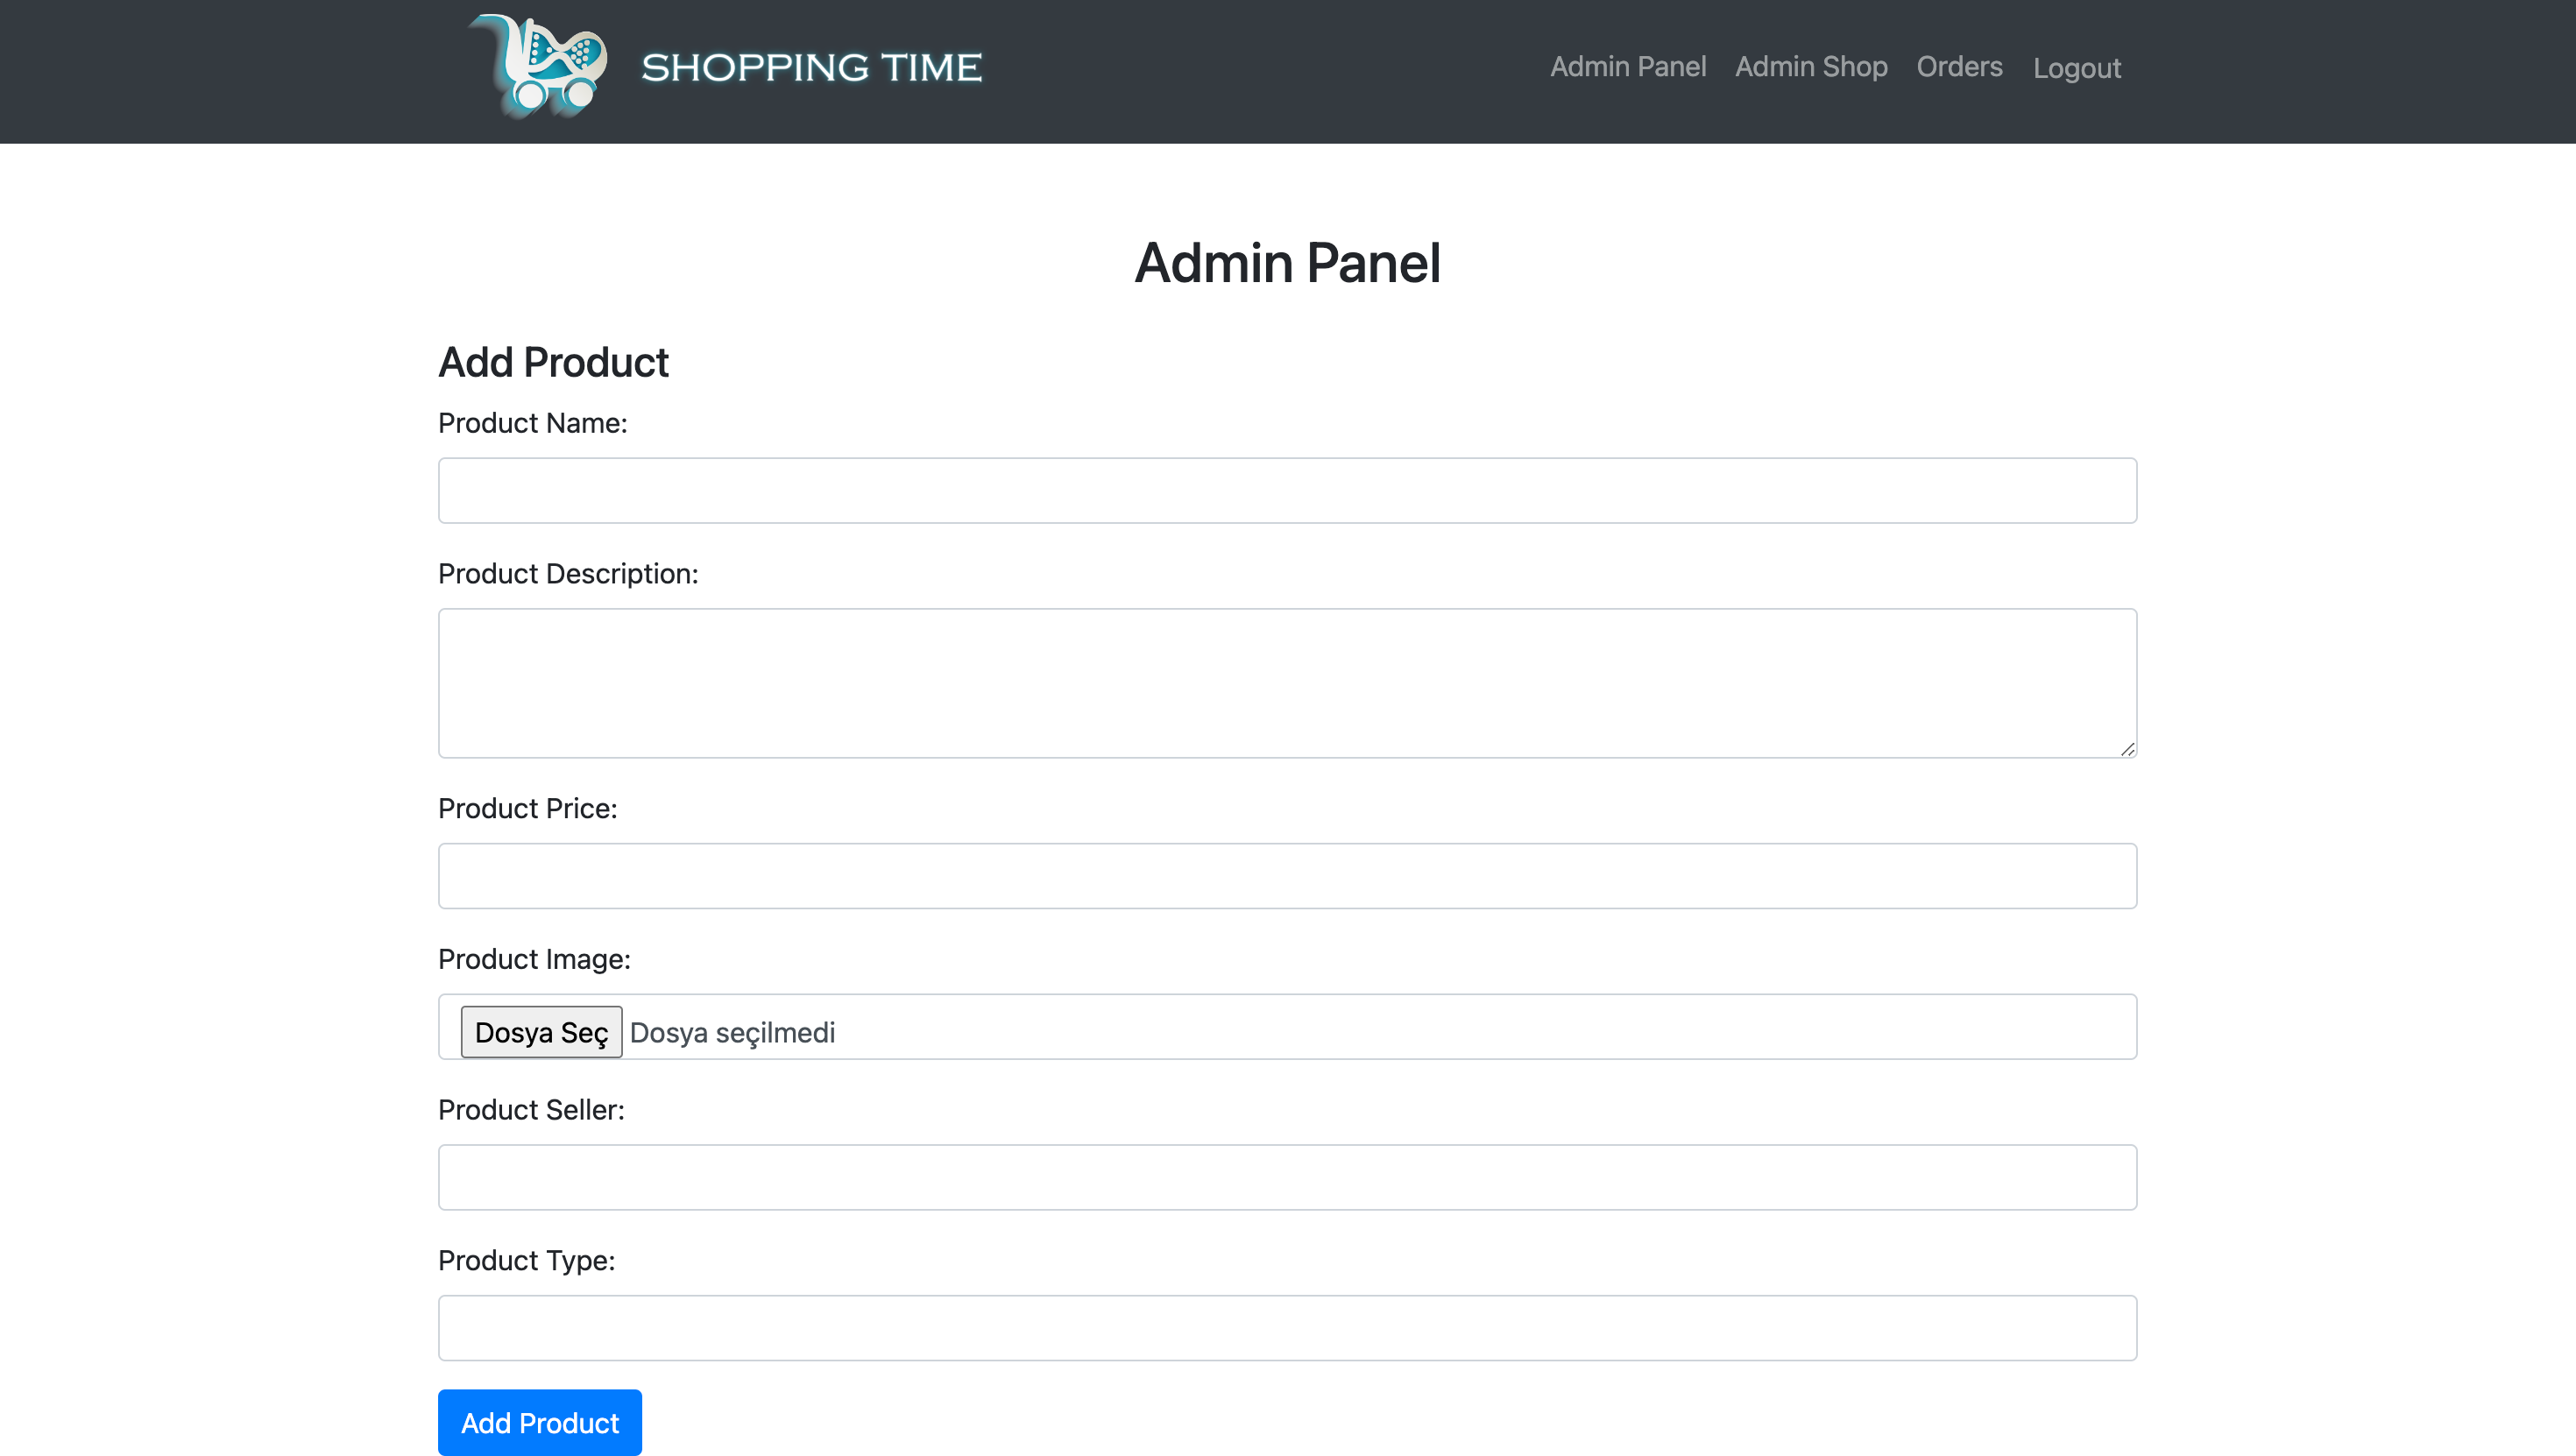 SHOPPING TIME
Admin Panel Admin Shop Orders Logout
Admin Panel
Add Product
Product Name:
Product Description:
Product Price:
Product Image:
Dosya Seç Dosya seçilmedi
Product Seller:
Product Type:
Add Product